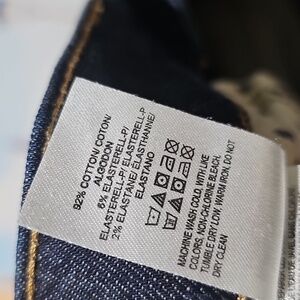 92% COTTON/COTTON/
ALGODON
6% ELASTERELL-P/
ELASTERELL-P/ ELASTERELL-P
2% ELASTANE/ ELASTHANNE/
ELASTANO
MACHINE WASH COLD, WITH LIKE
COLORS, NON-CHLORINE BLEACH,
TUMBLE DRY LOW, WARM IRON, DO NOT
DRY CLEAN